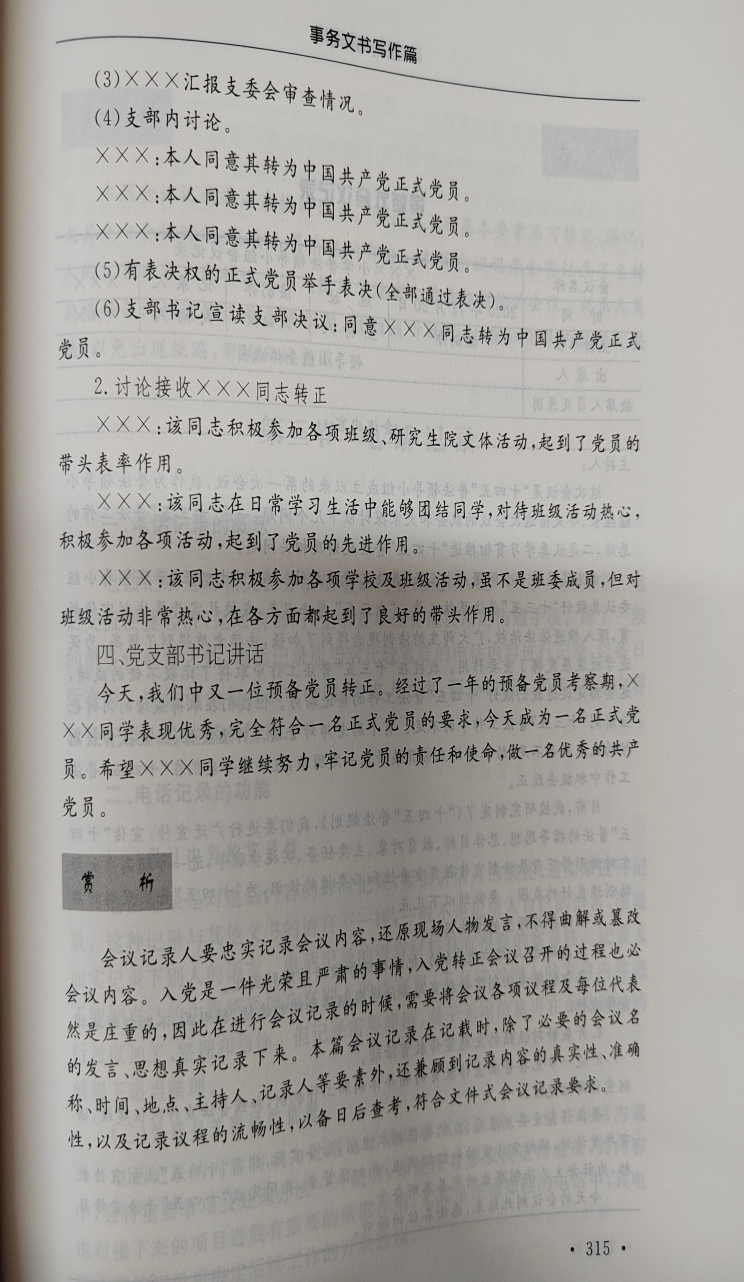 事务文书写作篇
(3)×××汇报支委会审查情况。
(4)支部内讨论。
×××:本人同意其转为中国共产党正式党员。
×××:本人同意其转为中国共产党正式党员。
×××:本人同意其转为中国共产党正式党员。
(5)有表决权的正式党员举手表决(全部通过表决)。
(6)支部书记宣读支部决议:同意×××同志转为中国共产党正式
党员。
2.讨论接收×××同志转正
×××:该同志积极参加各项班级、研究生院文体活动,起到了党员的
带头表率作用。
×××:该同志在日常学习生活中能够团结同学,对待班级活动热心,
积极参加各项活动,起到了党员的先进作用。
×××:该同志积极参加各项学校及班级活动,虽不是班委成员,但对
班级活动非常热心,在各方面都起到了良好的带头作用。
四、党支部书记讲话
今天,我们中又一位预备党员转正。经过了一年的预备党员考察期,×
××同学表现优秀,完全符合一名正式党员的要求,今天成为一名正式党
员。希望×××同学继续努力,牢记党员的责任和使命,做一名优秀的共产
党员。
赏 析
会议记录人要忠实记录会议内容,还原现场人物发言,不得曲解或篡改
会议内容。入党是一件光荣且严肃的事情,入党转正会议召开的过程也必
然是庄重的,因此在进行会议记录的时候,需要将会议各项议程及每位代表
的发言、思想真实记录下来。本篇会议记录在记载时,除了必要的会议名
称、时间、地点、主持人、记录人等要素外,还兼顾到记录内容的真实性、准确
性,以及记录议程的流畅性,以备日后查考,符合文件式会议记录要求。
·315·